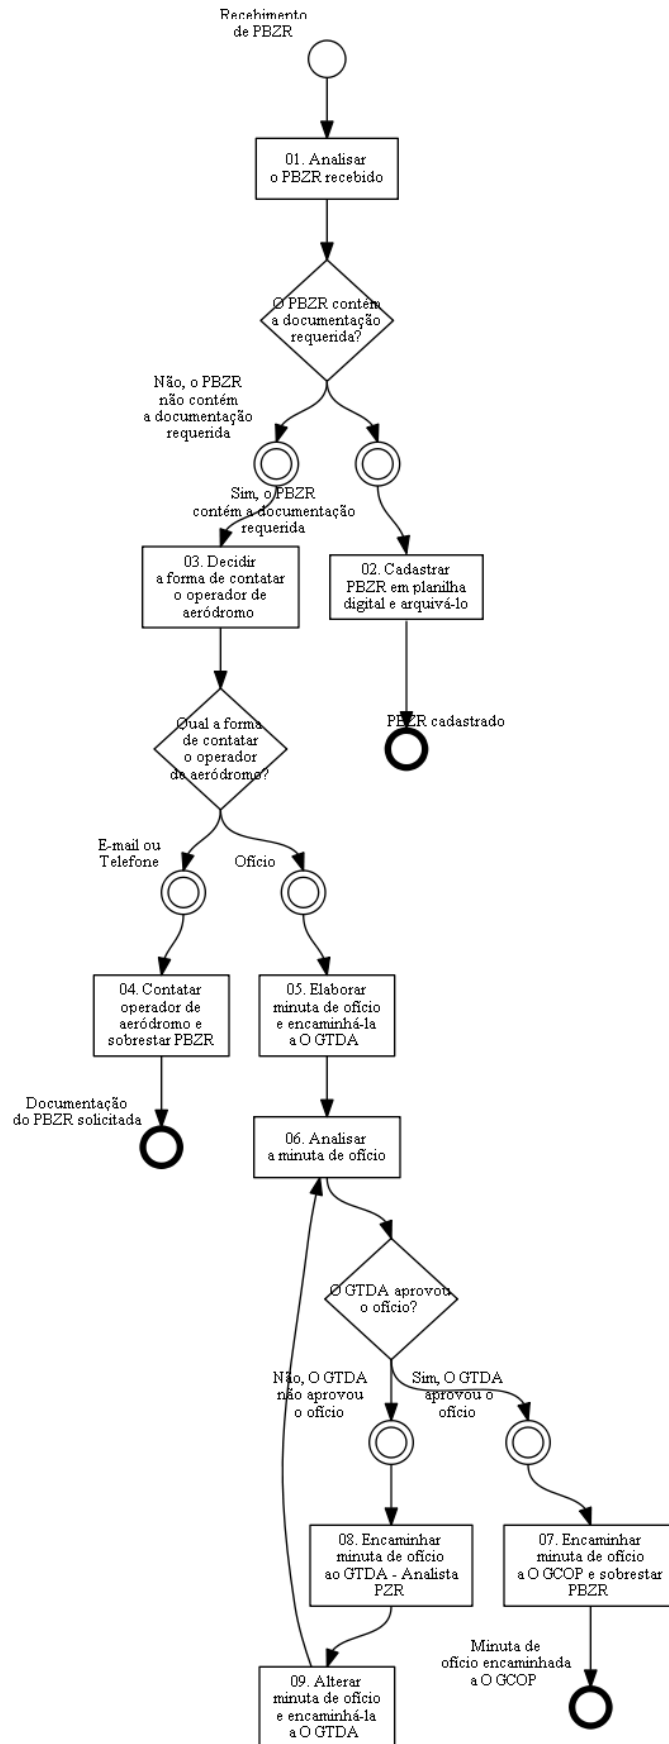 Recebimento
de PBZR
01. Analisar
o PBZR recebido
O PBZR contém
a documentação
requerida?
Não, o PBZR
não contém
a documentação
requerida
Sim, o PBZR
contém a documentação
requerida
03. Decidir
a forma de contatar
o operador de
aeródromo
02. Cadastrar
PBZR em planilha
digital e arquivá-lo
Qual a forma
de contatar
o operador
de aeródromo?
PBZR cadastrado
E-mail ou
Telefone
Ofício
04. Contatar
operador de
aeródromo e
sobrestar PBZR
05. Elaborar
minuta de ofício
e encaminhá-la
a O GTDA
Documentação
do PBZR solicitada
06. Analisar
a minuta de ofício
O GTDA aprovou
o ofício?
Não, O GTDA
não aprovou
o ofício
Sim, O GTDA
aprovou o
ofício
08. Encaminhar
minuta de ofício
ao GTDA - Analista
PZR
07. Encaminhar
minuta de ofício
a O GCOP e sobrestar
PBZR
Minuta de
ofício encaminhada
a O GCOP
09. Alterar
minuta de ofício
e encaminhá-la
a O GTDA